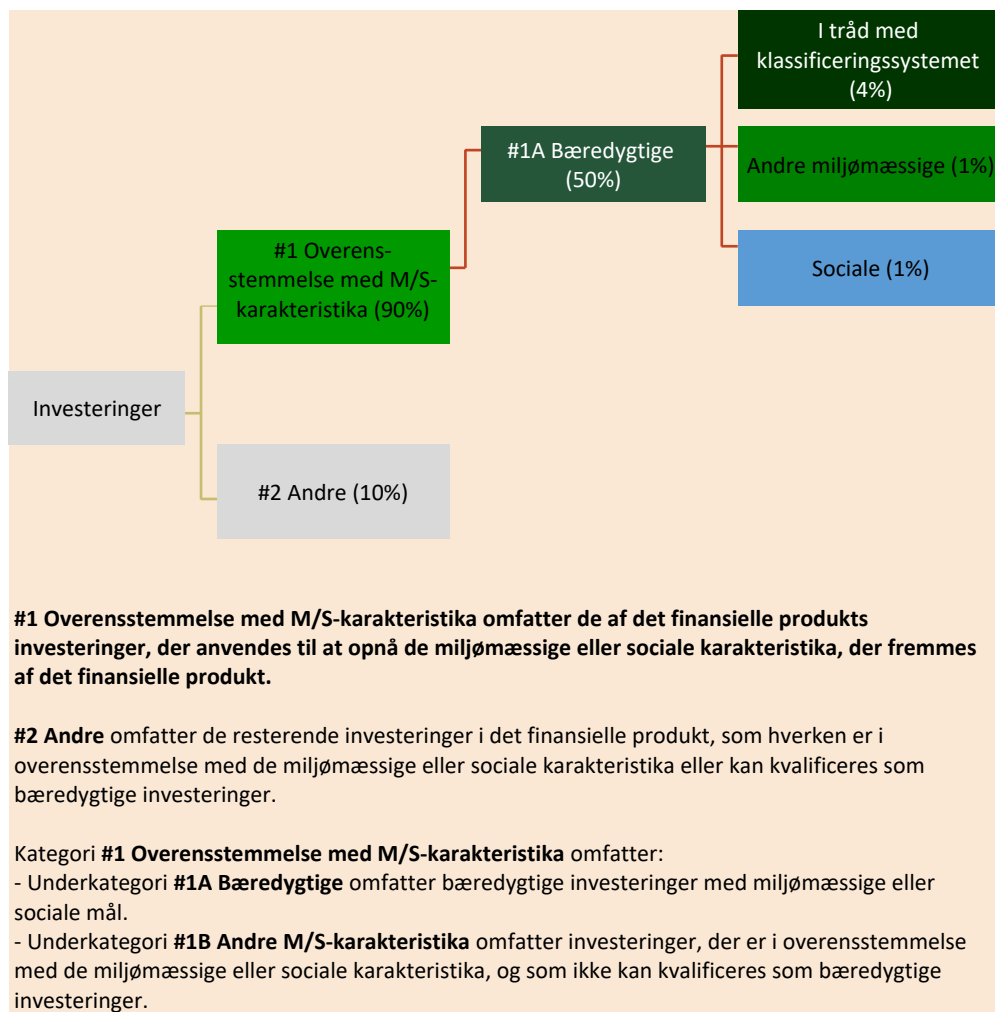 I tråd med
klassificeringssystemet
(4%)
#1A Bæredygtige
(50%)
Andre miljømæssige (1%)
#1 Overens-
stemmelse med M/S-
karakteristika (90%)
Sociale (1%)
Investeringer
#2 Andre (10%)
#1 Overensstemmelse med M/S-karakteristika omfatter de af det finansielle produkts
investeringer, der anvendes til at opnå de miljømæssige eller sociale karakteristika, der fremmes
af det finansielle produkt.
#2 Andre omfatter de resterende investeringer i det finansielle produkt, som hverken er i
overensstemmelse med de miljømæssige eller sociale karakteristika eller kan kvalificeres som
bæredygtige investeringer.
Kategori #1 Overensstemmelse med M/S-karakteristika omfatter:
- Underkategori #1A Bæredygtige omfatter bæredygtige investeringer med miljømæssige eller
sociale mål.
- Underkategori #1B Andre M/S-karakteristika omfatter investeringer, der er i overensstemmelse
med de miljømæssige eller sociale karakteristika, og som ikke kan kvalificeres som bæredygtige
investeringer.